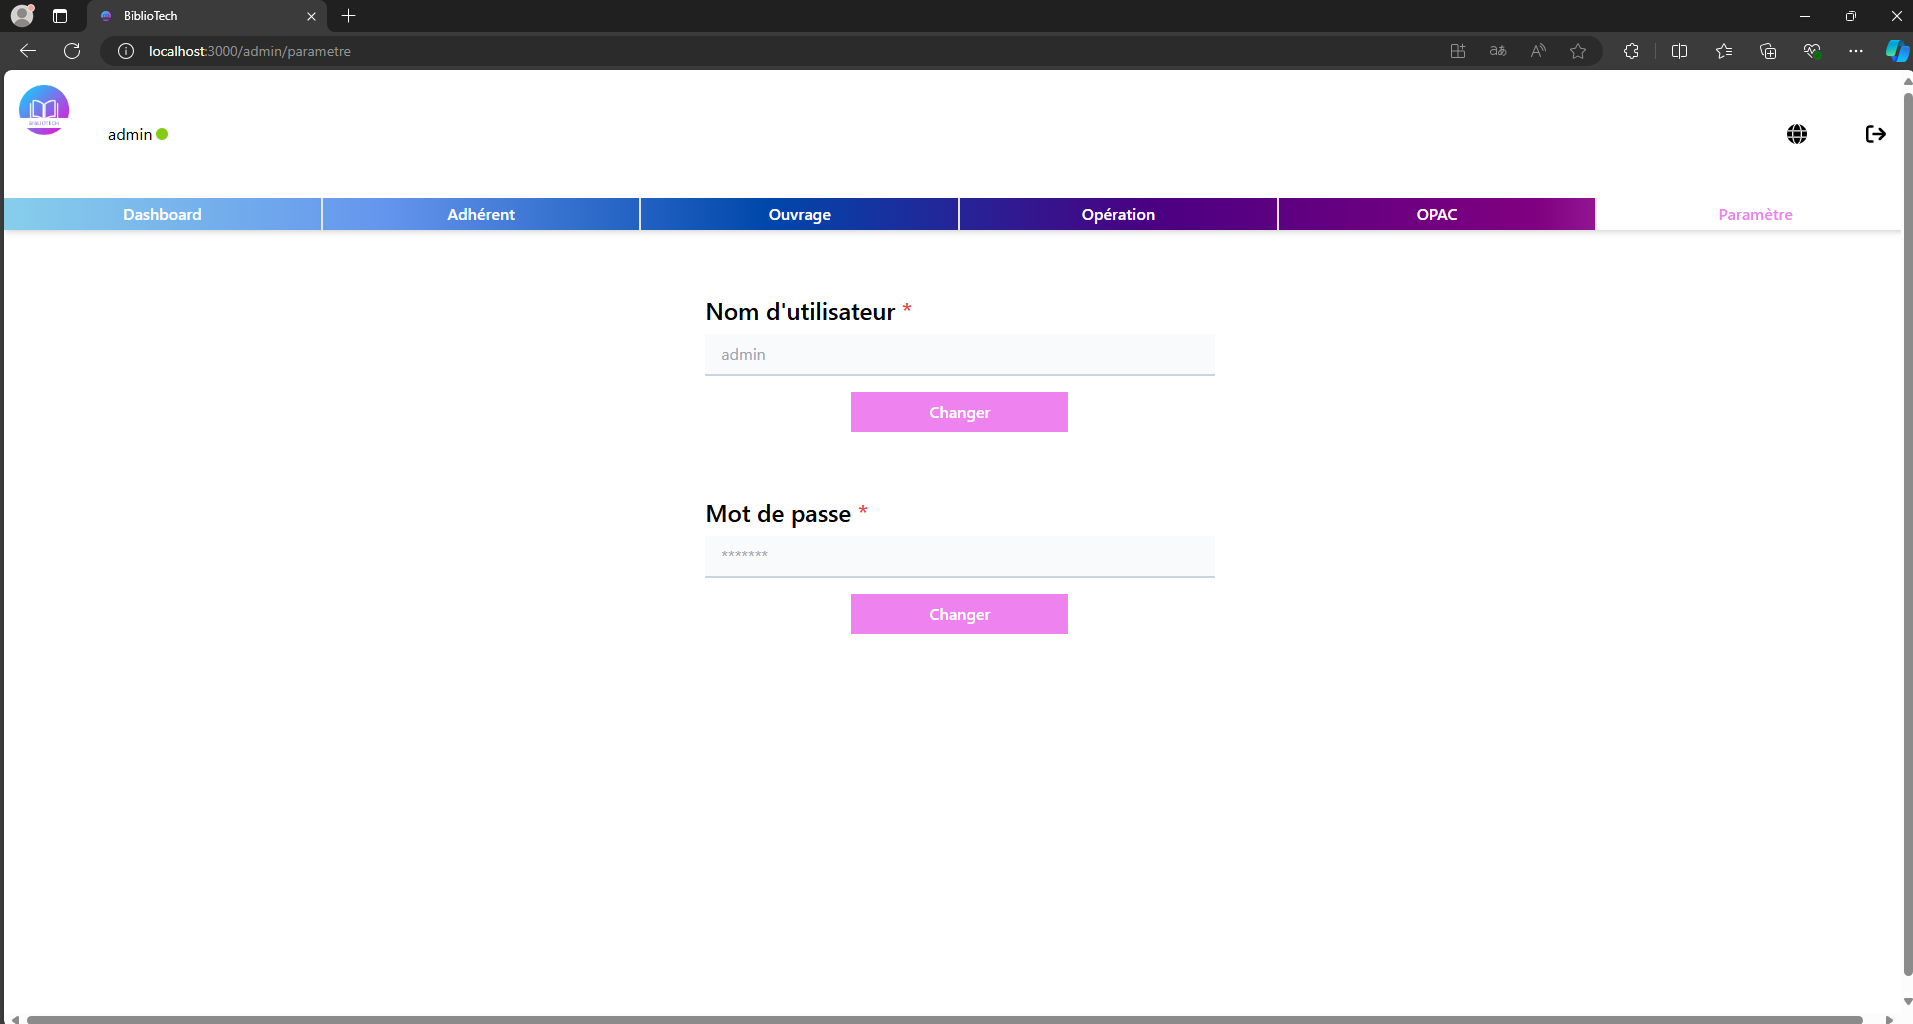 BiblioTech
localhost:3000/admin/parametre
BIBLIOTECH
admin
Dashboard Adhérent Ouvrage Opération OPAC Paramètre
Nom d'utilisateur *
admin
Changer
Mot de passe *
*******
Changer